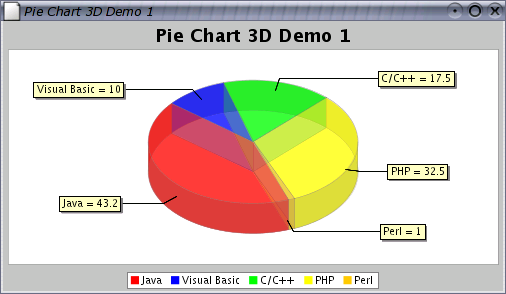 Pie Chart 3D Demo 1
Pie Chart 3D Demo 1
C/C++ = 17.5
Visual Basic = 10
PHP = 32.5
Java = 43.2
Perl = 1
Java Visual Basic C/C++ PHP Perl